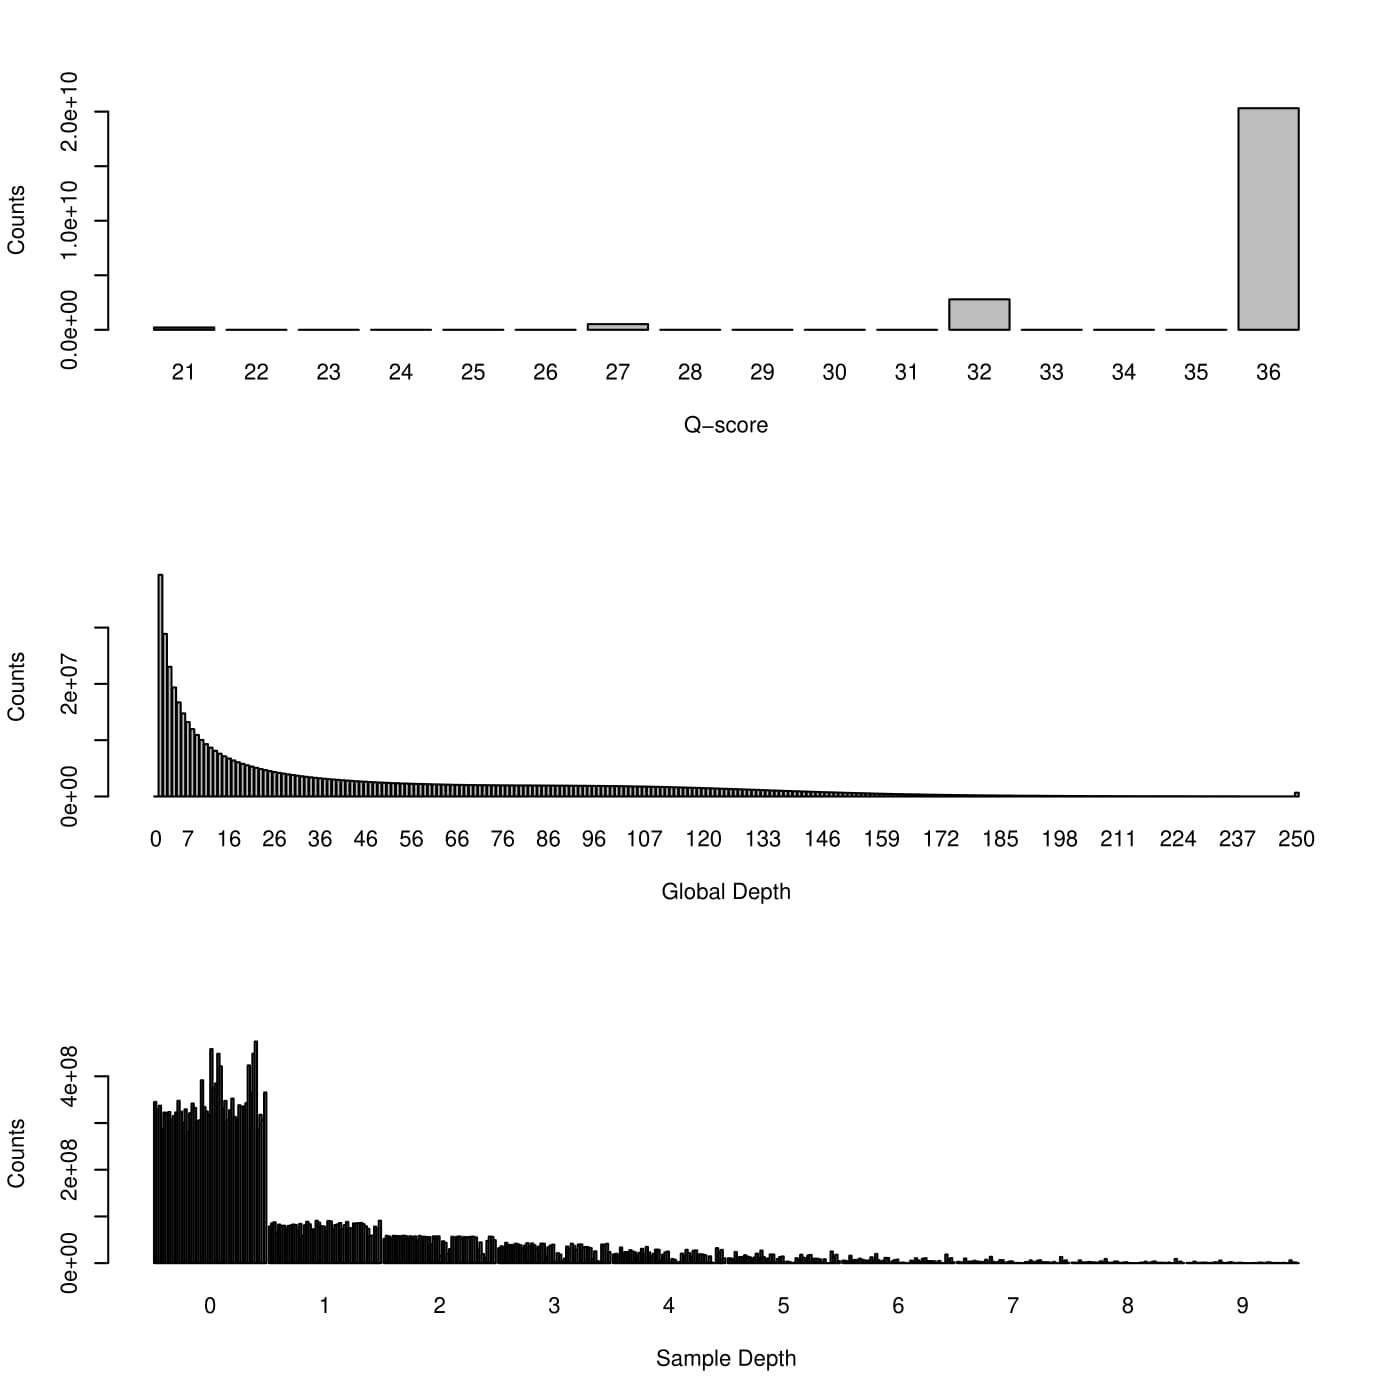 Counts
0.0e+00 1.0e+10 2.0e+10
21 22 23 24 25 26 27 28 29 30 31 32 33 34 35 36
Q−score
Counts
0e+00 2e+07
0 7 16 26 36 46 56 66 76 86 96 107 120 133 146 159 172 185 198 211 224 237 250
Global Depth
Counts
0e+00 2e+08 4e+08
0 1 2 3 4 5 6 7 8 9
Sample Depth